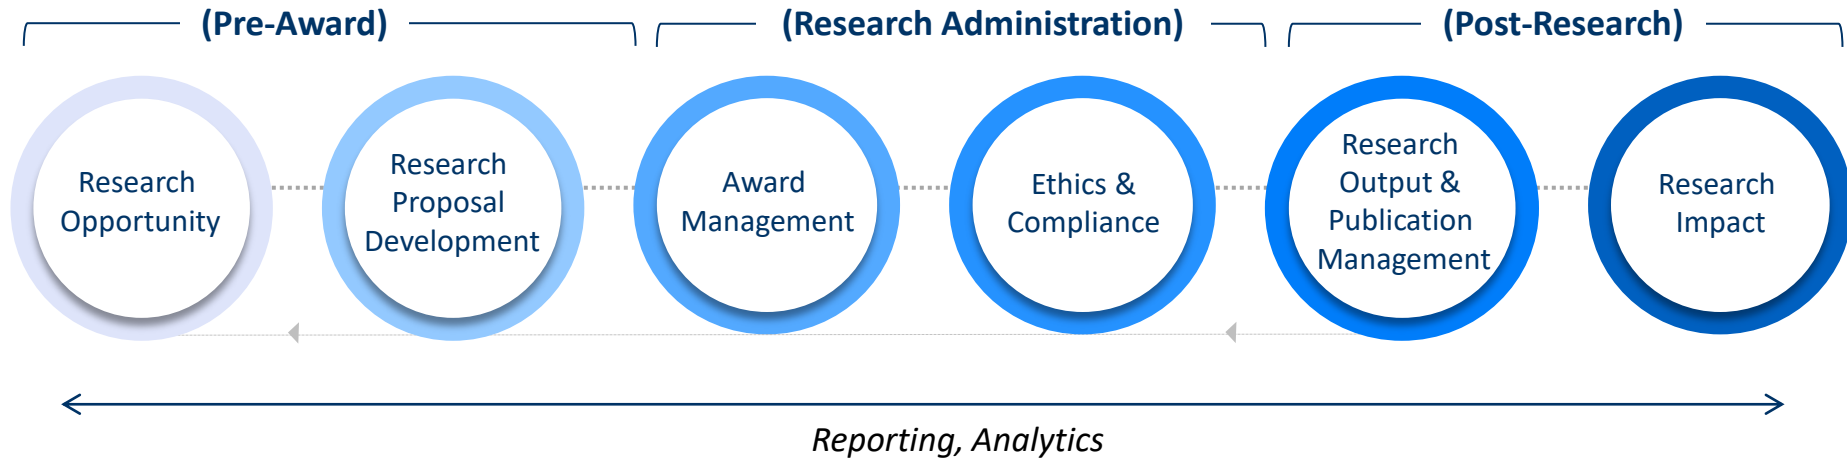 (Pre-Award)
(Research Administration)
(Post-Research)
Research
Opportunity
Research
Proposal
Development
Award
Management
Ethics &
Compliance
Research
Output &
Publication
Management
Research
Impact
Reporting, Analytics